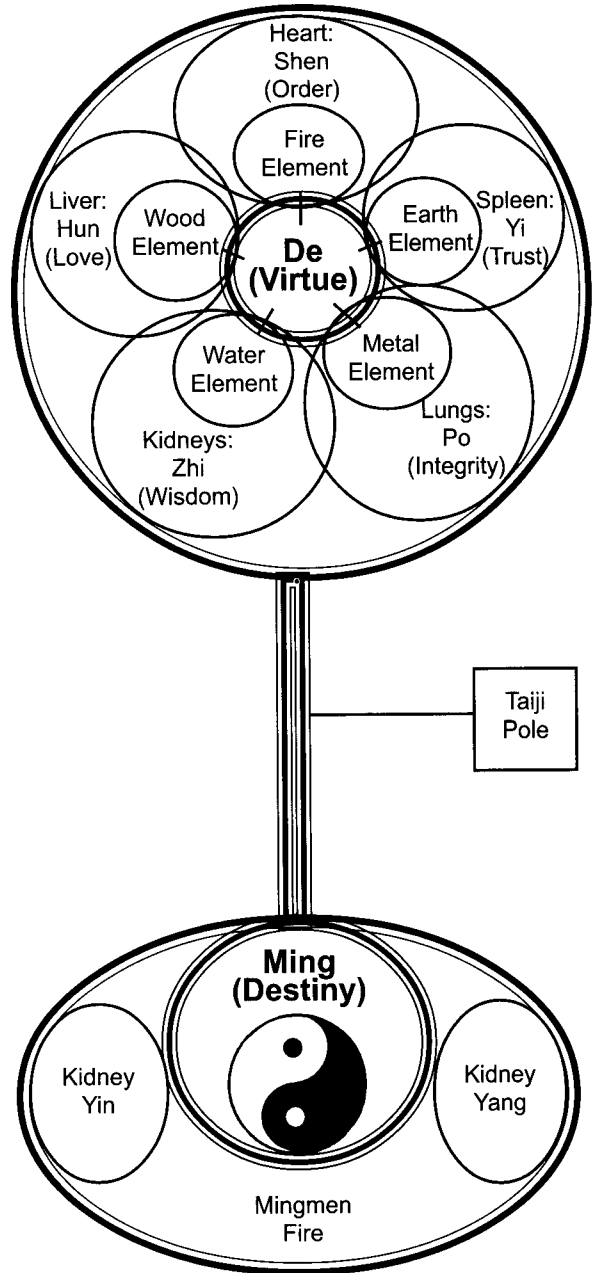 Heart:
Shen
(Order)
Fire
Element
Liver:
Hun
(Love)
Wood
Element
De
(Virtue)
Earth
Element
Spleen:
Yi
(Trust)
Water
Element
Metal
Element
Kidneys:
Zhi
(Wisdom)
Lungs:
Po
(Integrity)
Taiji
Pole
Ming
(Destiny)
Kidney
Yin
Kidney
Yang
Mingmen
Fire